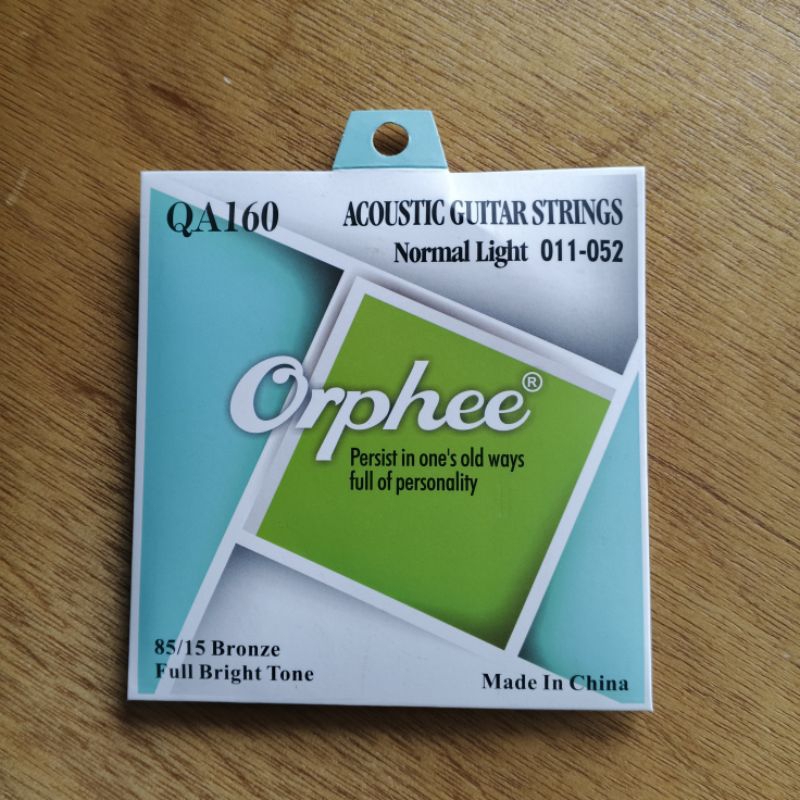 QA160
ACOUSTIC GUITAR STRINGS
Normal Light 011-052
Orphee®
Persist in one's old ways
full of personality
85/15 Bronze
Full Bright Tone
Made In China